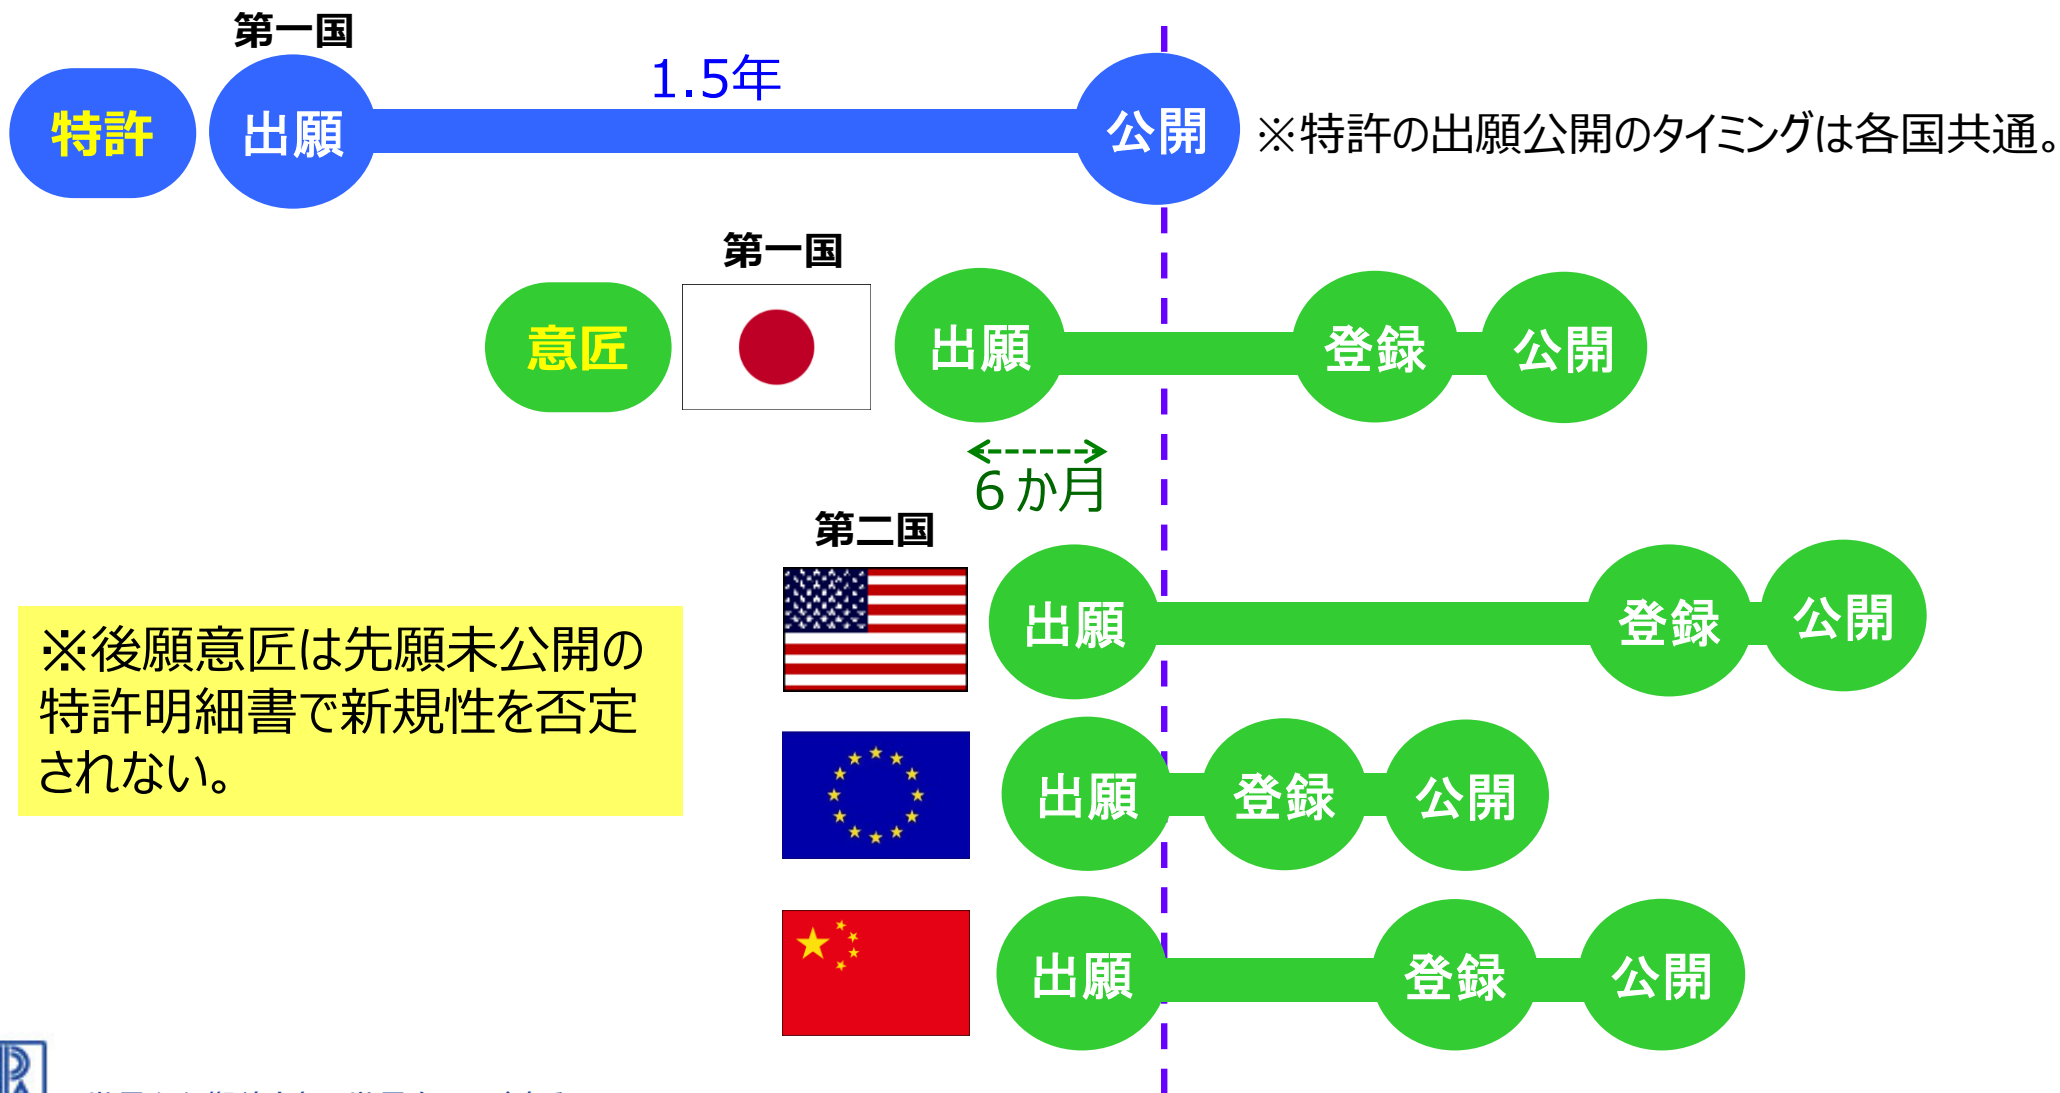 第一国
1.5年
特許
出願
公開
※特許の出願公開のタイミングは各国共通。
第一国
意匠
出願
登録
公開
6か月
第二国
出願
登録
公開
※後願意匠は先願未公開の
特許明細書で新規性を否定
されない。
出願
登録
公開
出願
登録
公開